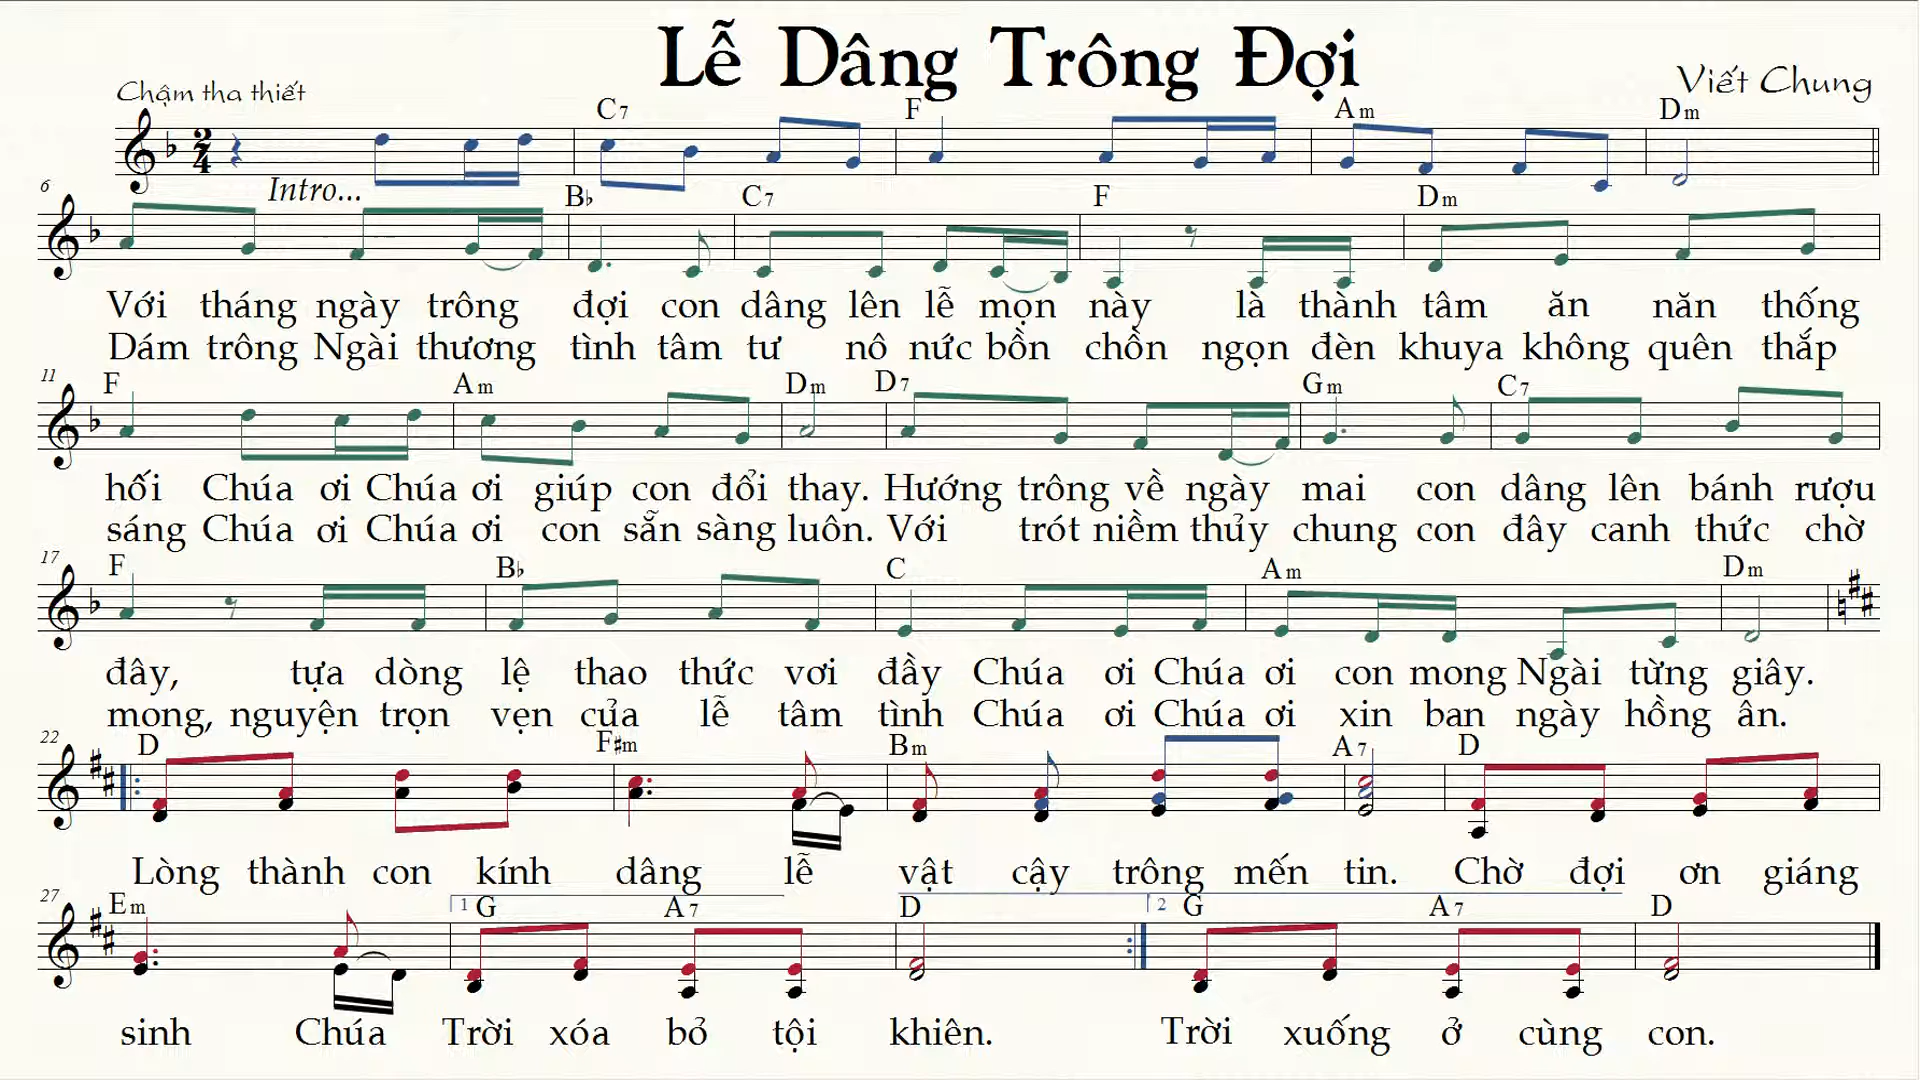 Lễ Dâng Trông Đợi
Chậm tha thiết
Viết Chung
C7 F Am Dm
Intro...
6
B♭ C7 F Dm
Với tháng ngày trông đợi con dâng lên lễ mọn này là thành tâm ăn năn thống
Dám trông Ngài thương tình tâm tư nô nức bồn chồn ngọn đèn khuya không quên thắp
11
F Am Dm D7 Gm C7
hối Chúa ơi Chúa ơi giúp con đổi thay. Hướng trông về ngày mai con dâng lên bánh rượu
sáng Chúa ơi Chúa ơi con sẵn sàng luôn. Với trót niềm thủy chung con đây canh thức chờ
17
F B♭ C Am Dm
đây, tựa dòng lệ thao thức vơi đầy Chúa ơi Chúa ơi con mong Ngài từng giây.
mong, nguyện trọn vẹn của lễ tâm tình Chúa ơi Chúa ơi xin ban ngày hồng ân.
22
D F#m Bm A7 D
Lòng thành con kính dâng lễ vật cậy trông mến tin. Chờ đợi ơn giáng
27
Em 1 G A7 D 2 G A7 D
sinh Chúa Trời xóa bỏ tội khiên. Trời xuống ở cùng con.